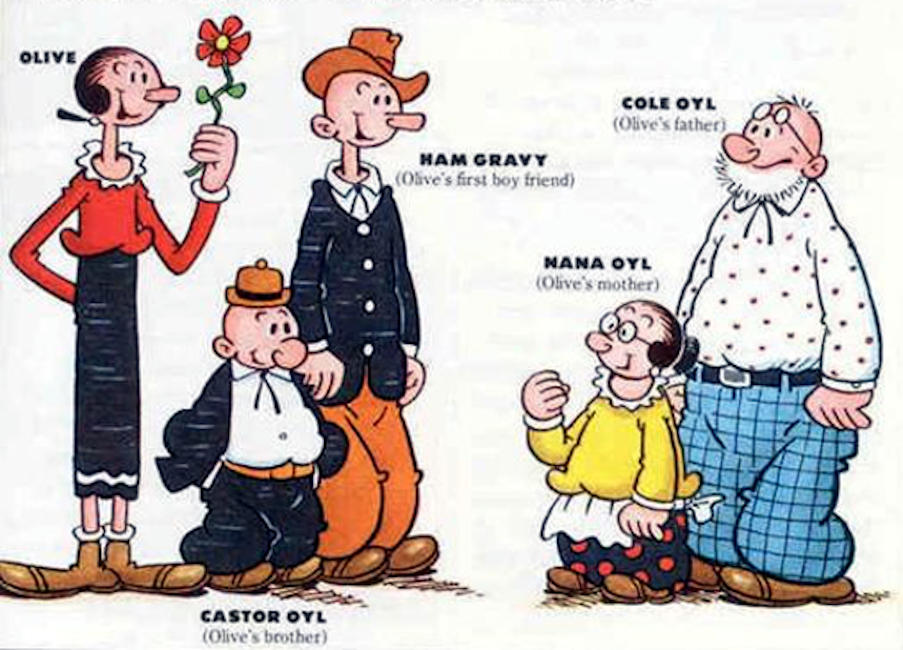 OLIVE
HAM GRAVY
(Olive's first boy friend)
COLE OYL
(Olive's father)
NANA OYL
(Olive's mother)
CASTOR OYL
(Olive's brother)